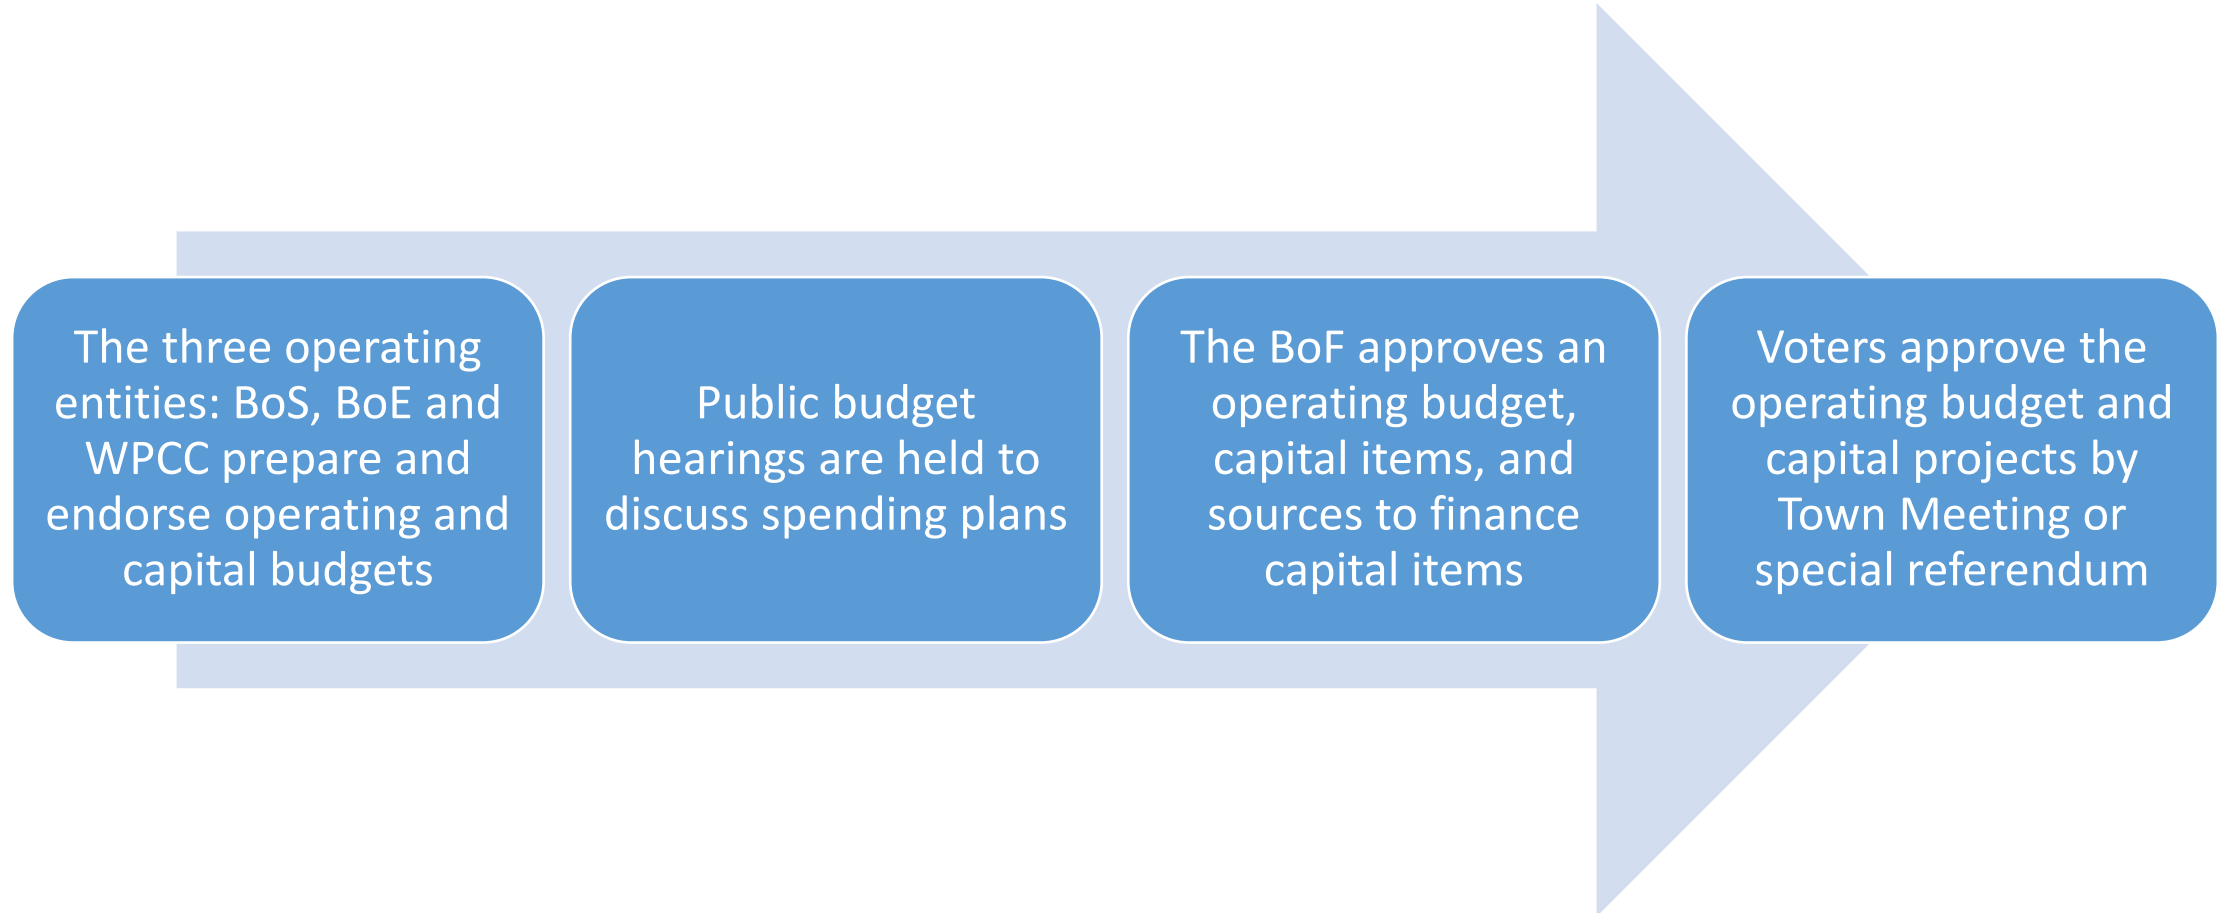 The three operating
entities: BoS, BoE and
WPCC prepare and
endorse operating and
capital budgets
Public budget
hearings are held to
discuss spending plans
The BoF approves an
operating budget,
capital items, and
sources to finance
capital items
Voters approve the
operating budget and
capital projects by
Town Meeting or
special referendum